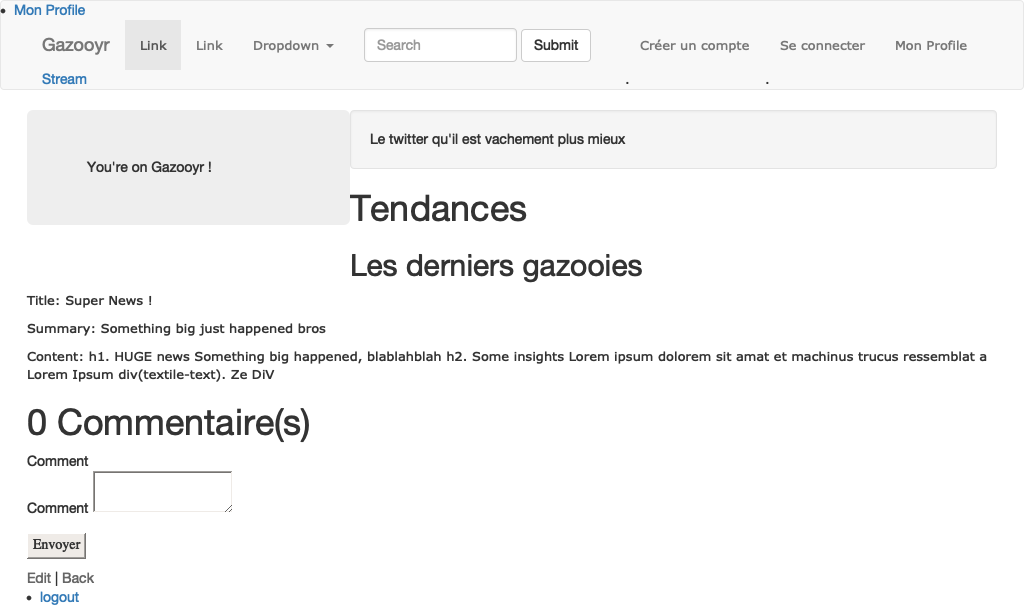 Mon Profile
Gazooyr Link Link Dropdown Search Submit Créer un compte Se connecter Mon Profile
Stream
You're on Gazooyr !
Le twitter qu'il est vachement plus mieux
Tendances
Les derniers gazooies
Title: Super News !
Summary: Something big just happened bros
Content: h1. HUGE news Something big happened, blablahblah h2. Some insights Lorem ipsum dolorem sit amat et machinus trucus ressemblat a
Lorem Ipsum div(textile-text). Ze DiV
0 Commentaire(s)
Comment
Comment
Envoyer
Edit | Back
logout